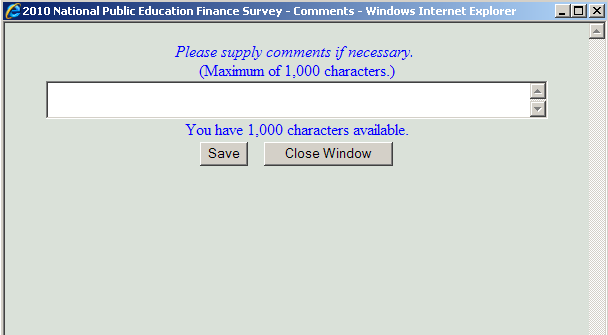 2010 National Public Education Finance Survey - Comments - Windows Internet Explorer
Please supply comments if necessary.
(Maximum of 1,000 characters.)
You have 1,000 characters available.
Save Close Window